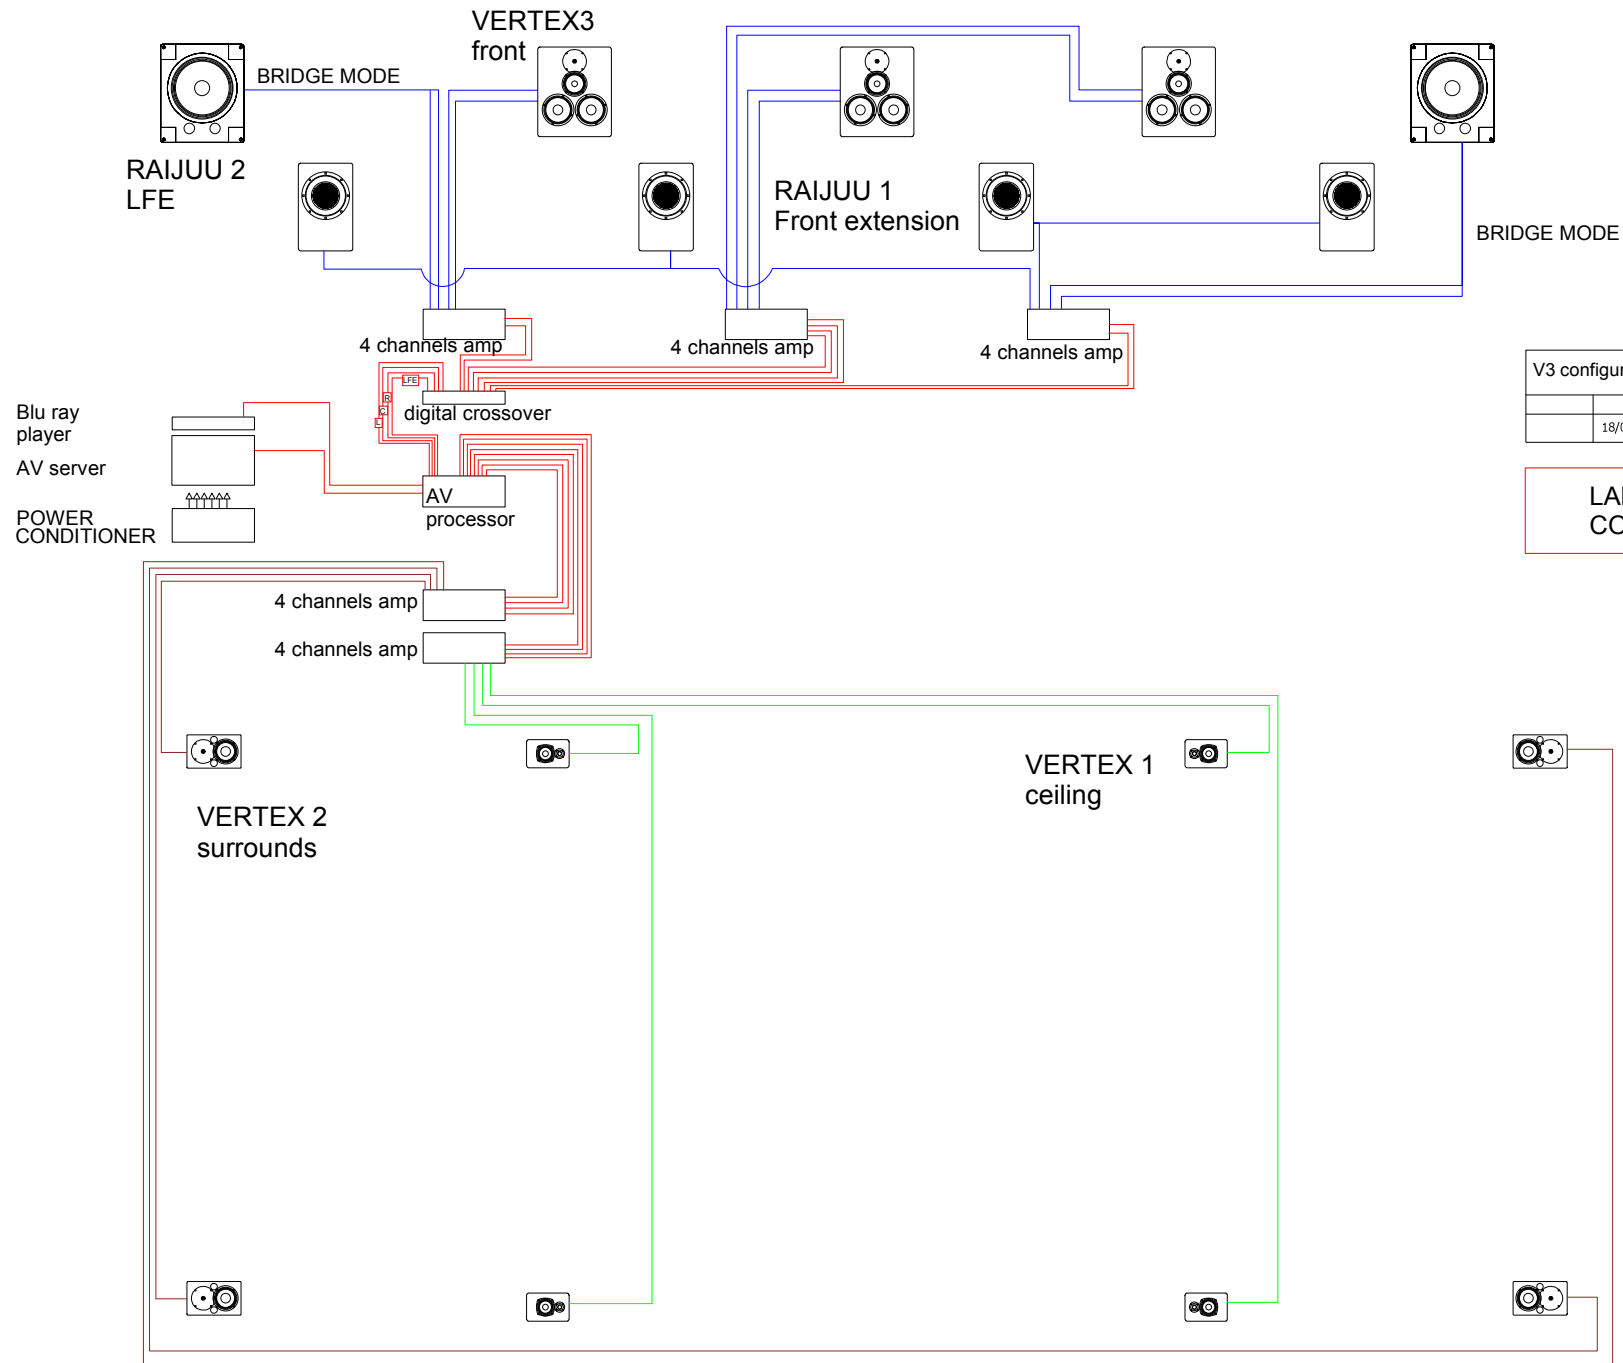 VERTEX3
front
BRIDGE MODE
RAIJUU 2
LFE
RAIJUU 1
Front extension
BRIDGE MODE
4 channels amp
4 channels amp
4 channels amp
LFE
R
C
L
digital crossover
Blu ray
player
AV server
POWER
CONDITIONER
AV
processor
V3
4 channels amp
4 channels amp
VERTEX 2
surrounds
VERTEX 1
ceiling